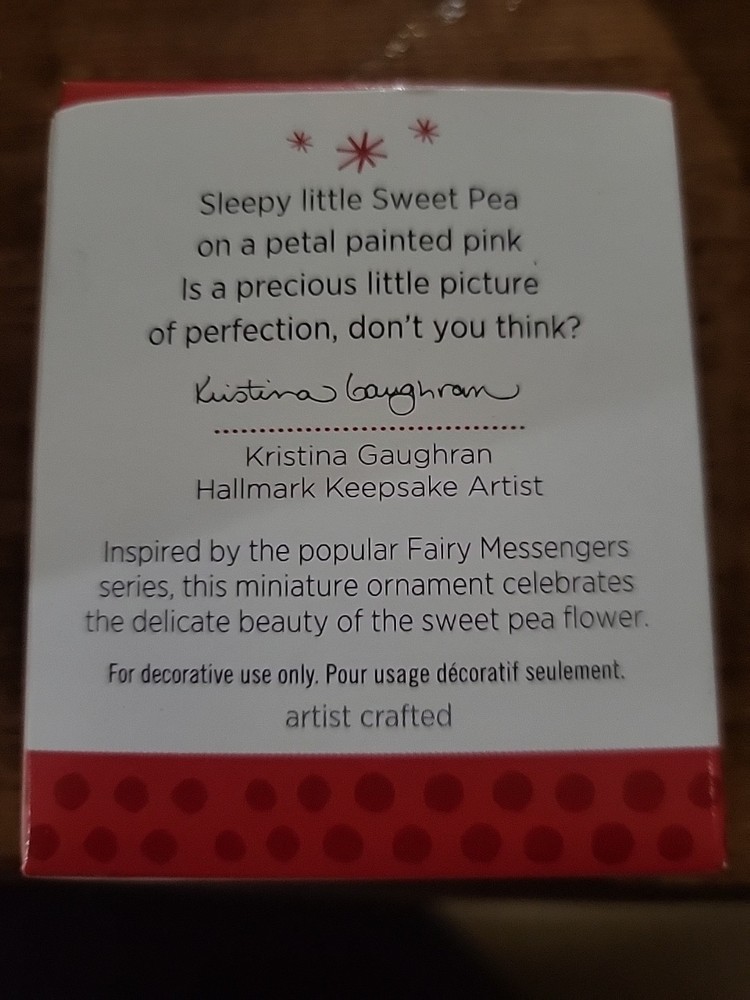 Sleepy little Sweet Pea
on a petal painted pink
Is a precious little picture
of perfection, don't you think?
Kristina Gaughran
Kristina Gaughran
Hallmark Keepsake Artist
Inspired by the popular Fairy Messengers
series, this miniature ornament celebrates
the delicate beauty of the sweet pea flower.
For decorative use only. Pour usage décoratif seulement.
artist crafted